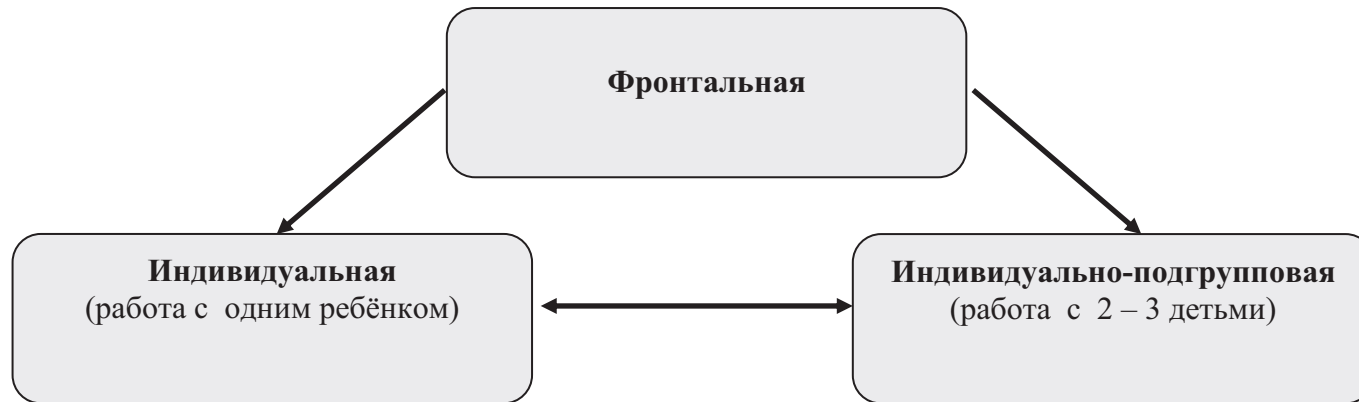 Фронтальная
Индивидуальная
(работа с одним ребёнком)
Индивидуально-подгрупповая
(работа с 2 – 3 детьми)